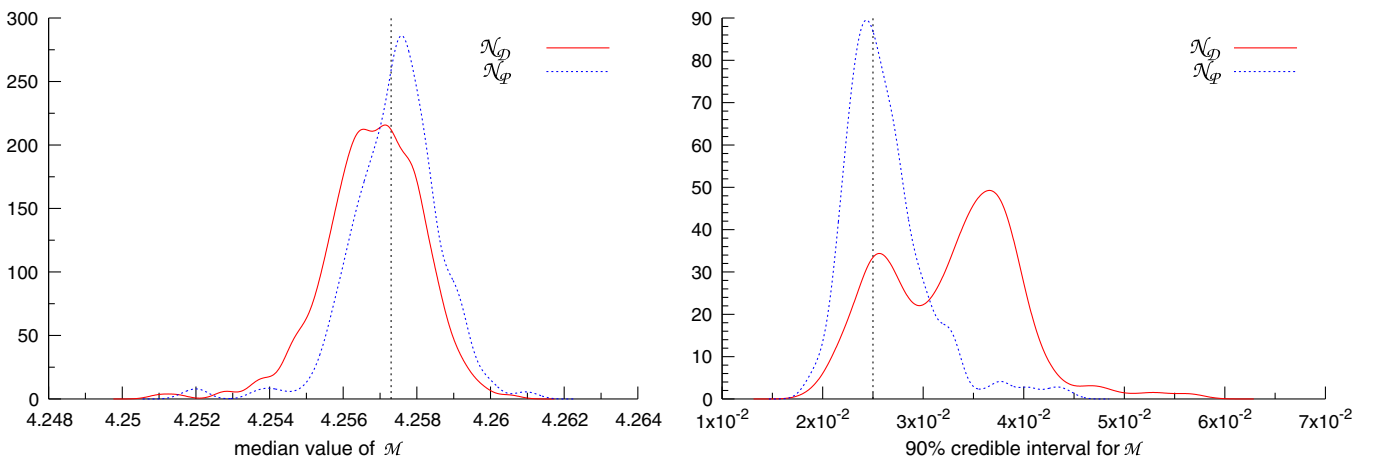 300
250
200
150
100
50
0
4.248 4.25 4.252 4.254 4.256 4.258 4.26 4.262 4.264
median value of ℳ
𝒩𝒟
𝒩𝒫
90
80
70
60
50
40
30
20
10
0
1x10⁻² 2x10⁻² 3x10⁻² 4x10⁻² 5x10⁻² 6x10⁻² 7x10⁻²
90% credible interval for ℳ
𝒩𝒟
𝒩𝒫